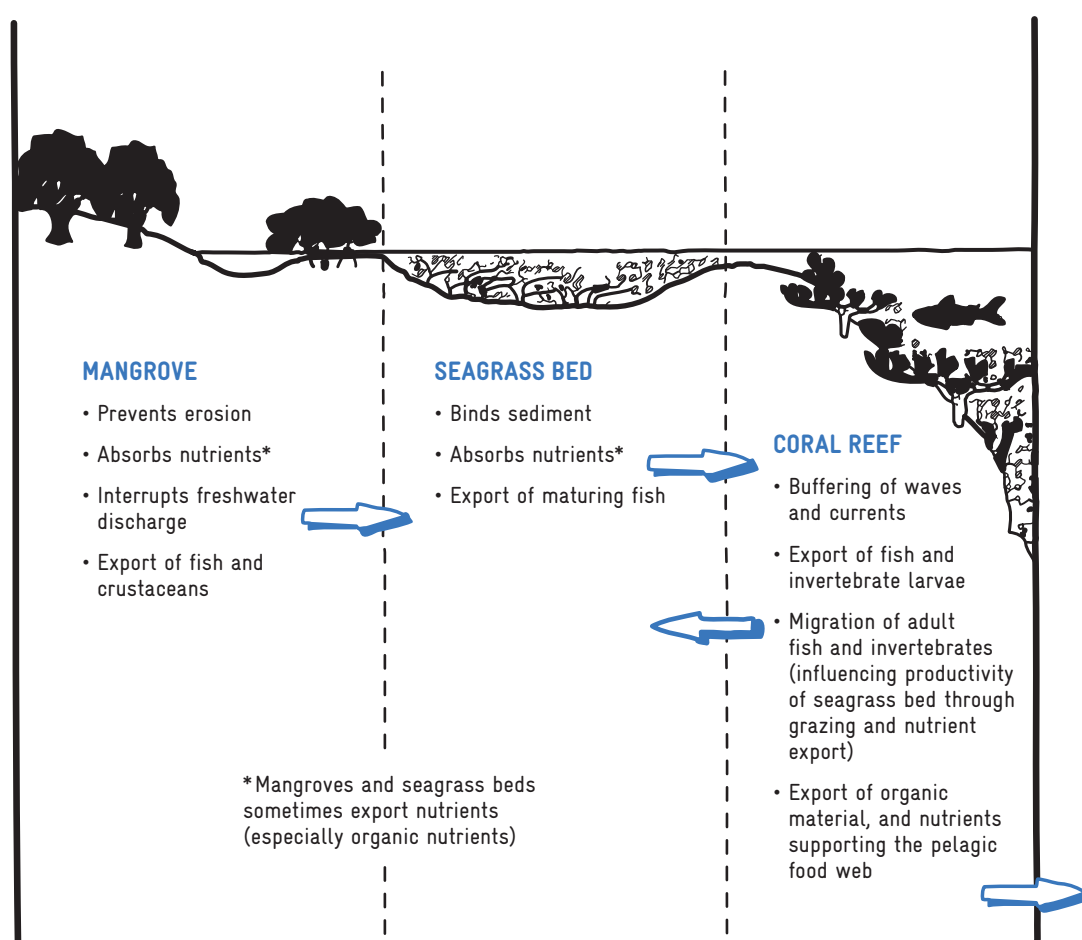 MANGROVE
• Prevents erosion
• Absorbs nutrients*
• Interrupts freshwater
discharge
• Export of fish and
crustaceans
SEAGRASS BED
• Binds sediment
• Absorbs nutrients*
• Export of maturing fish
CORAL REEF
• Buffering of waves
and currents
• Export of fish and
invertebrate larvae
• Migration of adult
fish and invertebrates
(influencing productivity
of seagrass bed through
grazing and nutrient
export)
• Export of organic
material, and nutrients
supporting the pelagic
food web
*Mangroves and seagrass beds
sometimes export nutrients
(especially organic nutrients)